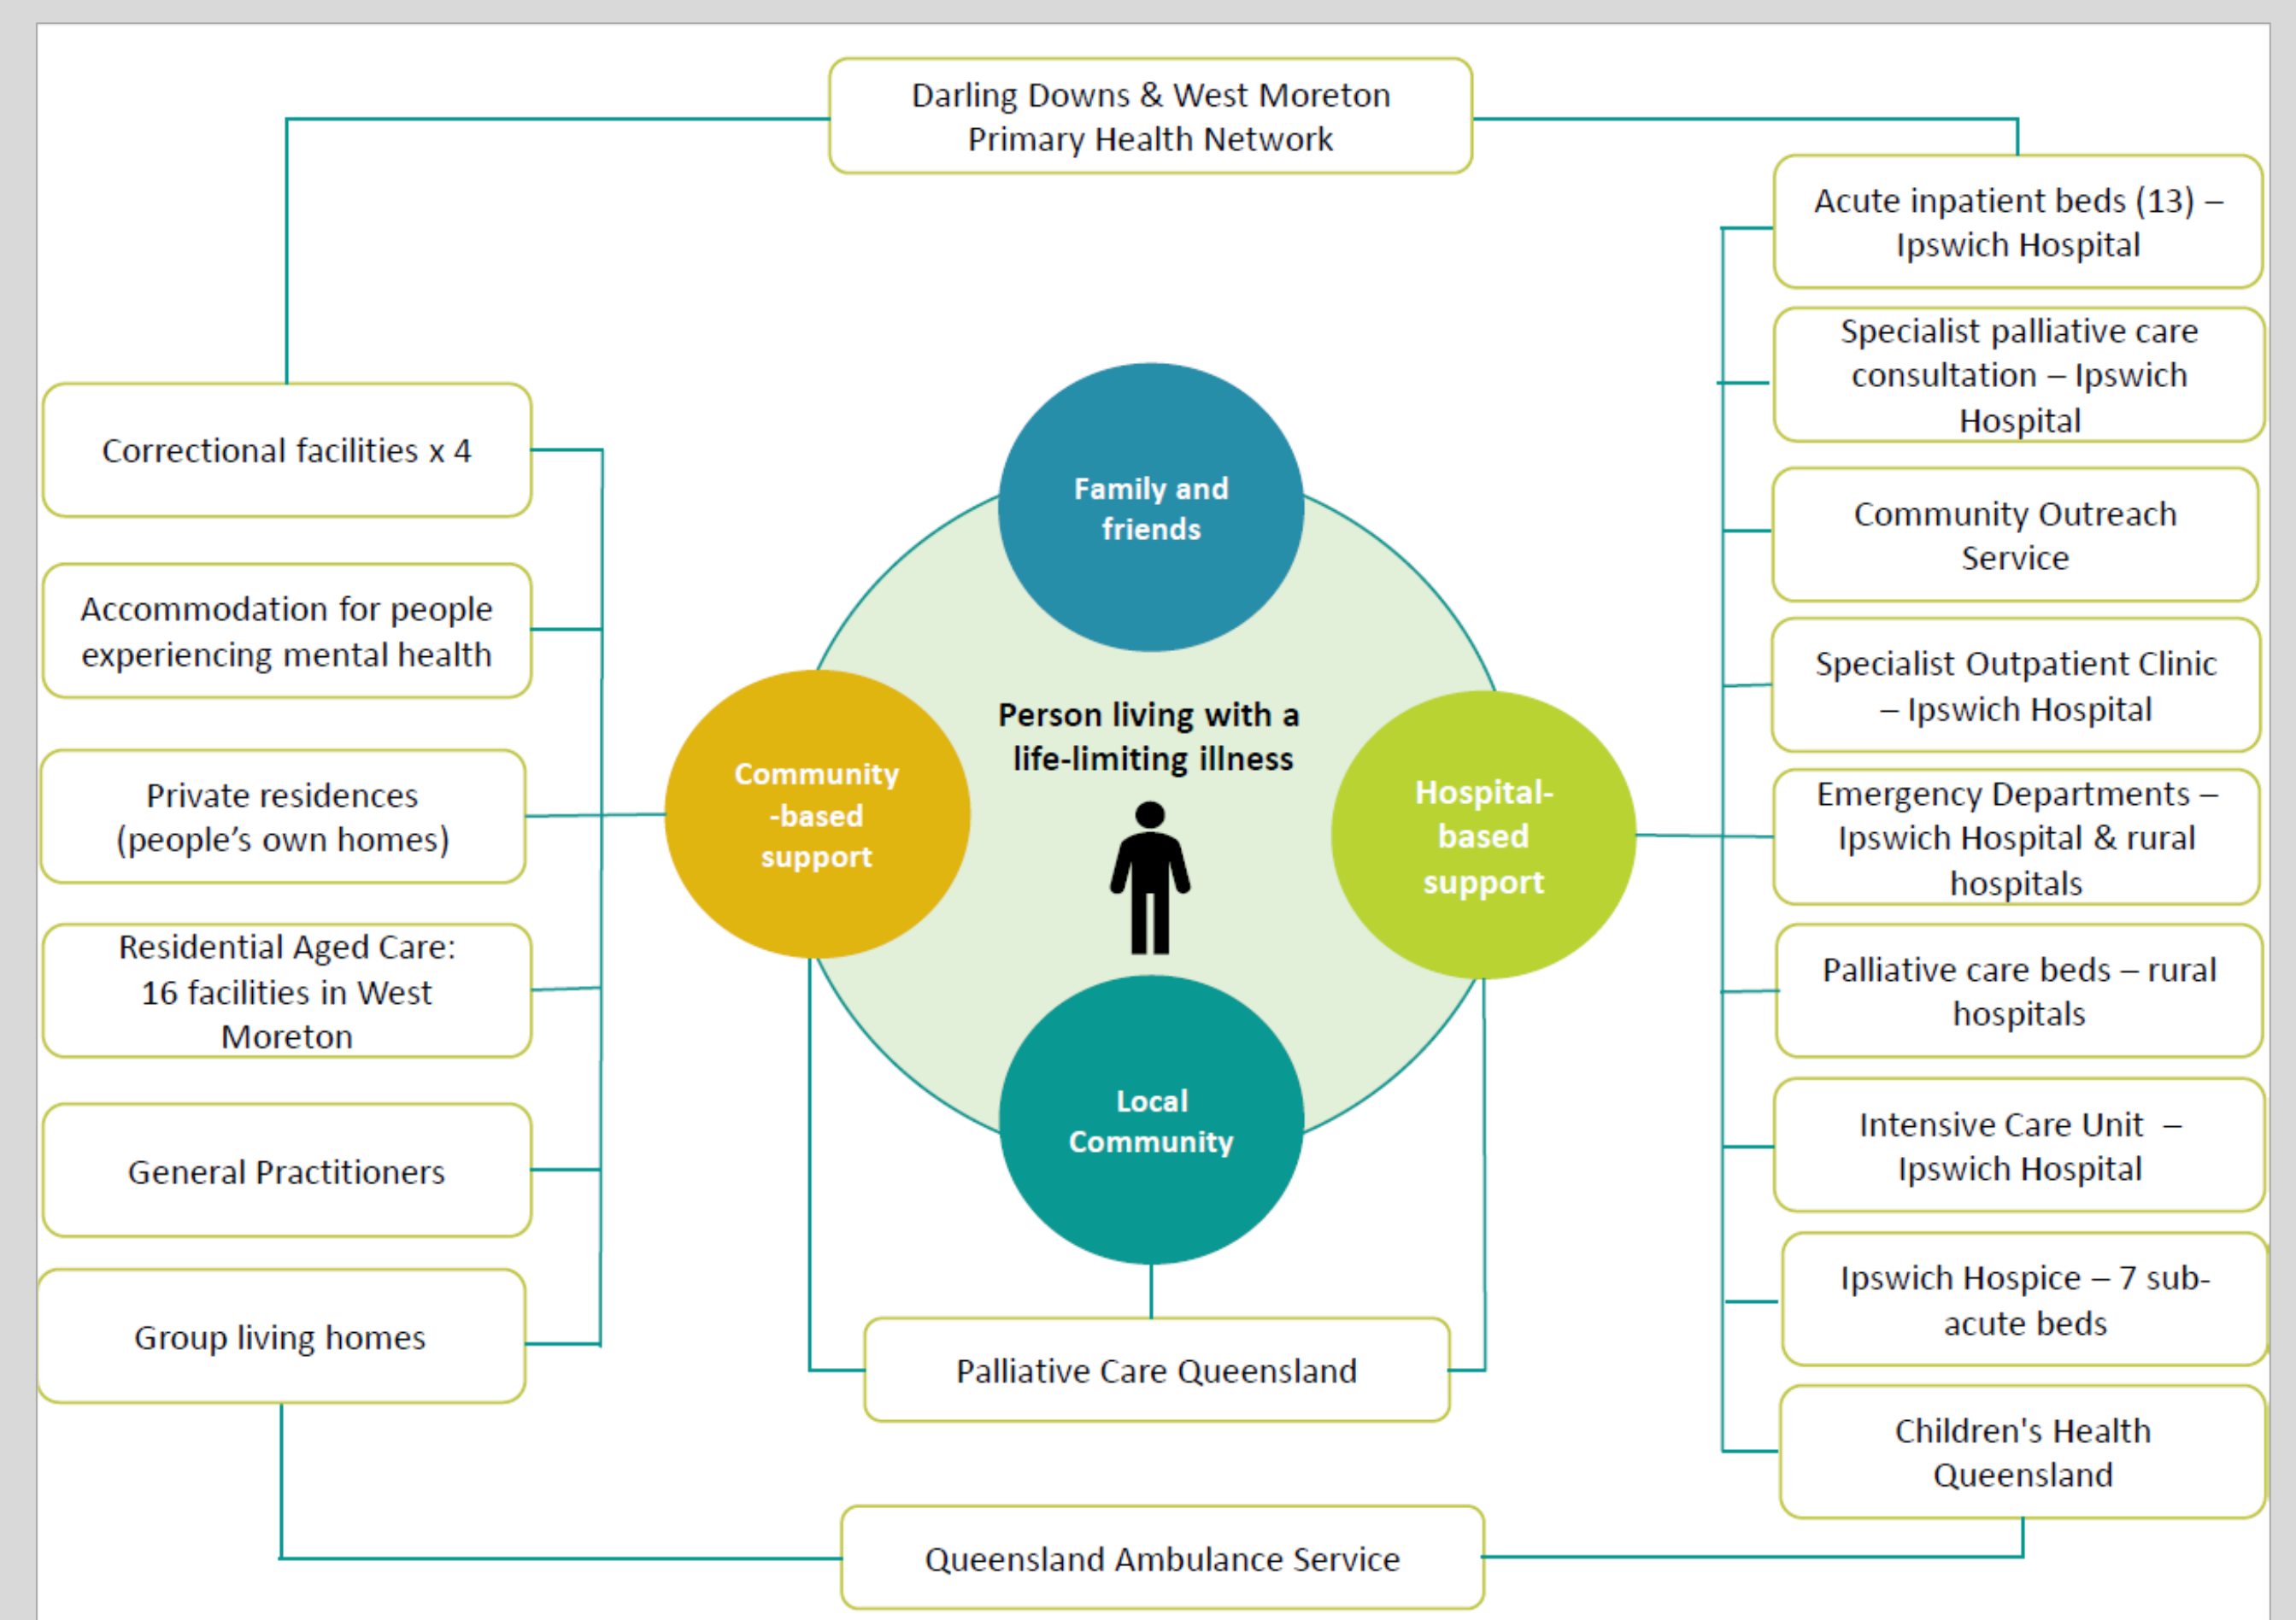 Darling Downs & West Moreton
Primary Health Network
Correctional facilities x 4
Accommodation for people
experiencing mental health
Private residences
(people’s own homes)
Residential Aged Care:
16 facilities in West
Moreton
General Practitioners
Group living homes
Family and
friends
Community
-based
support
Person living with a
life-limiting illness
Hospital-
based
support
Local
Community
Palliative Care Queensland
Queensland Ambulance Service
Acute inpatient beds (13) –
Ipswich Hospital
Specialist palliative care
consultation – Ipswich
Hospital
Community Outreach
Service
Specialist Outpatient Clinic
– Ipswich Hospital
Emergency Departments –
Ipswich Hospital & rural
hospitals
Palliative care beds – rural
hospitals
Intensive Care Unit –
Ipswich Hospital
Ipswich Hospice – 7 sub-
acute beds
Children's Health
Queensland